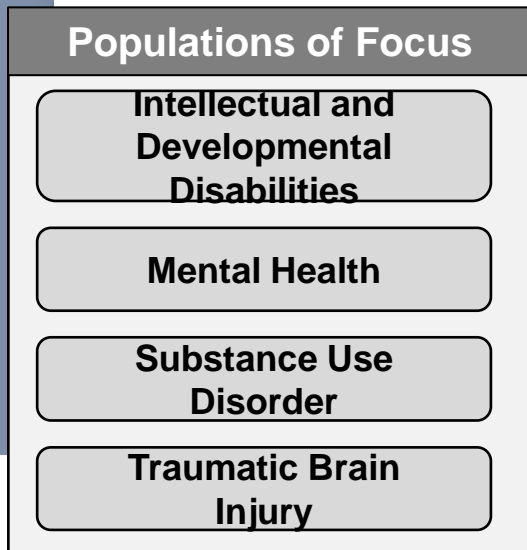 Populations of Focus
Intellectual and
Developmental
Disabilities
Mental Health
Substance Use
Disorder
Traumatic Brain
Injury